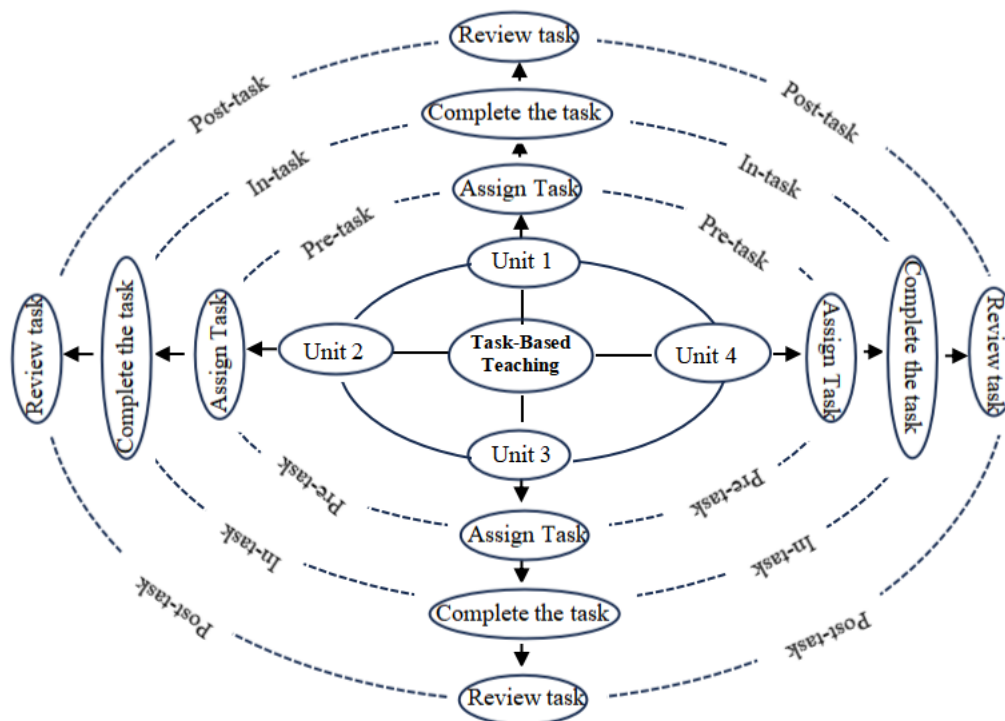 Review task
Post-task
Post-task
Complete the task
In-task
In-task
Assign Task
Pre-task
Pre-task
Unit 1
Review task
Complete the task
Assign Task
Unit 2
Task-Based
Teaching
Unit 4
Assign Task
Complete the task
Review task
Unit 3
Pre-task
Pre-task
Assign Task
In-task
In-task
Complete the task
Post-task
Post-task
Review task